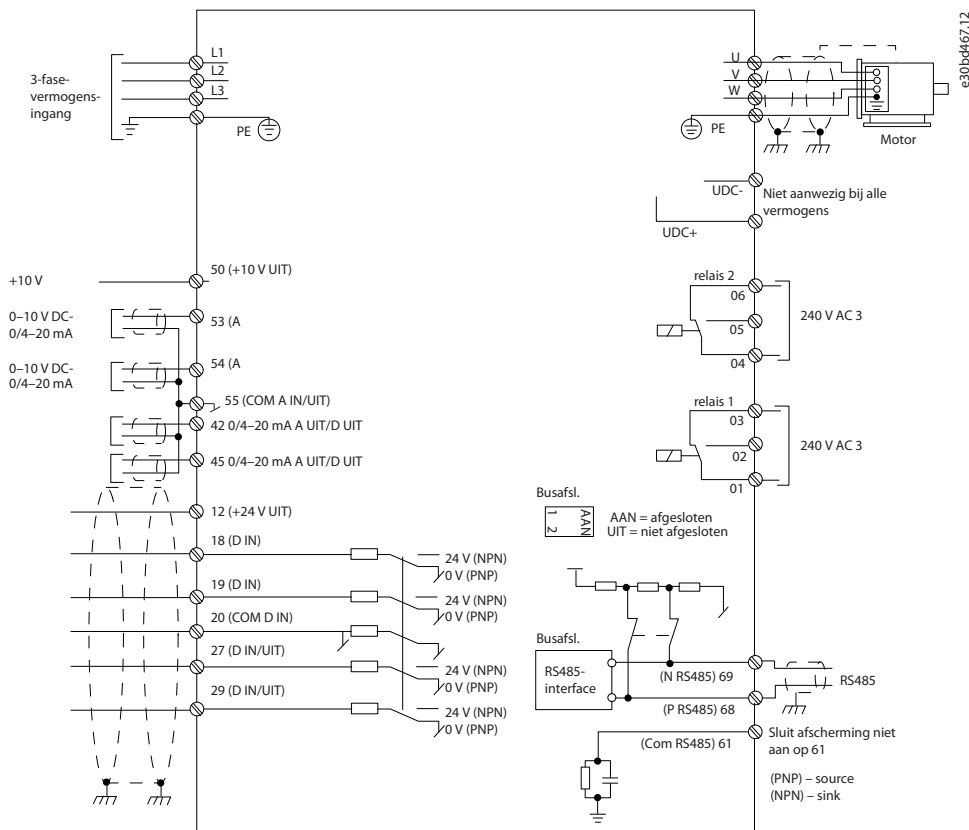 e30bd467.12
3-fase-
vermogens-
ingang
L1
L2
L3
PE
U
V
W
PE
Motor
UDC-
Niet aanwezig bij alle
vermogens
UDC+
+10 V
50 (+10 V UIT)
0–10 V DC-
0/4–20 mA
53 (A
0–10 V DC-
0/4–20 mA
54 (A
55 (COM A IN/UIT)
42 0/4–20 mA A UIT/D UIT
45 0/4–20 mA A UIT/D UIT
12 (+24 V UIT)
18 (D IN)
24 V (NPN)
0 V (PNP)
19 (D IN)
24 V (NPN)
0 V (PNP)
20 (COM D IN)
27 (D IN/UIT)
24 V (NPN)
0 V (PNP)
29 (D IN/UIT)
24 V (NPN)
0 V (PNP)
relais 2
06
05
04
240 V AC 3
relais 1
03
02
01
240 V AC 3
Busafsl.
1 2
AAN
AAN = afgesloten
UIT = niet afgesloten
Busafsl.
RS485-
interface
(N RS485) 69
RS485
(P RS485) 68
(Com RS485) 61
Sluit afscherming niet
aan op 61
(PNP) – source
(NPN) – sink